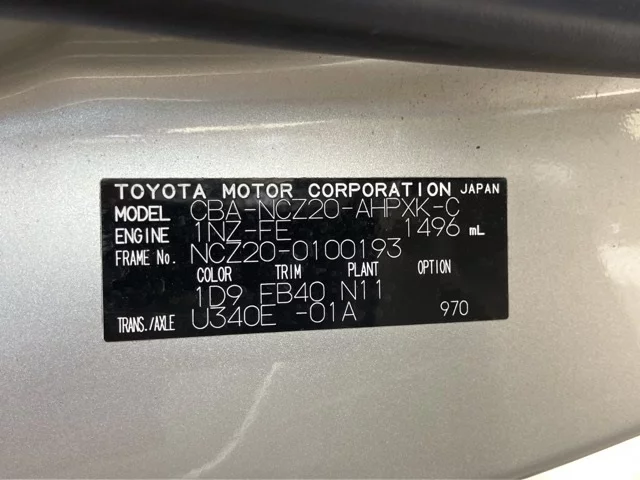 TOYOTA MOTOR CORPORATION JAPAN
MODEL CBA-NCZ20-AHPXK-C
ENGINE 1NZ-FE 1496 mL
FRAME No. NCZ20-0100193
COLOR TRIM PLANT OPTION
1D9 FB40 N11
TRANS./AXLE U340E -01A 970